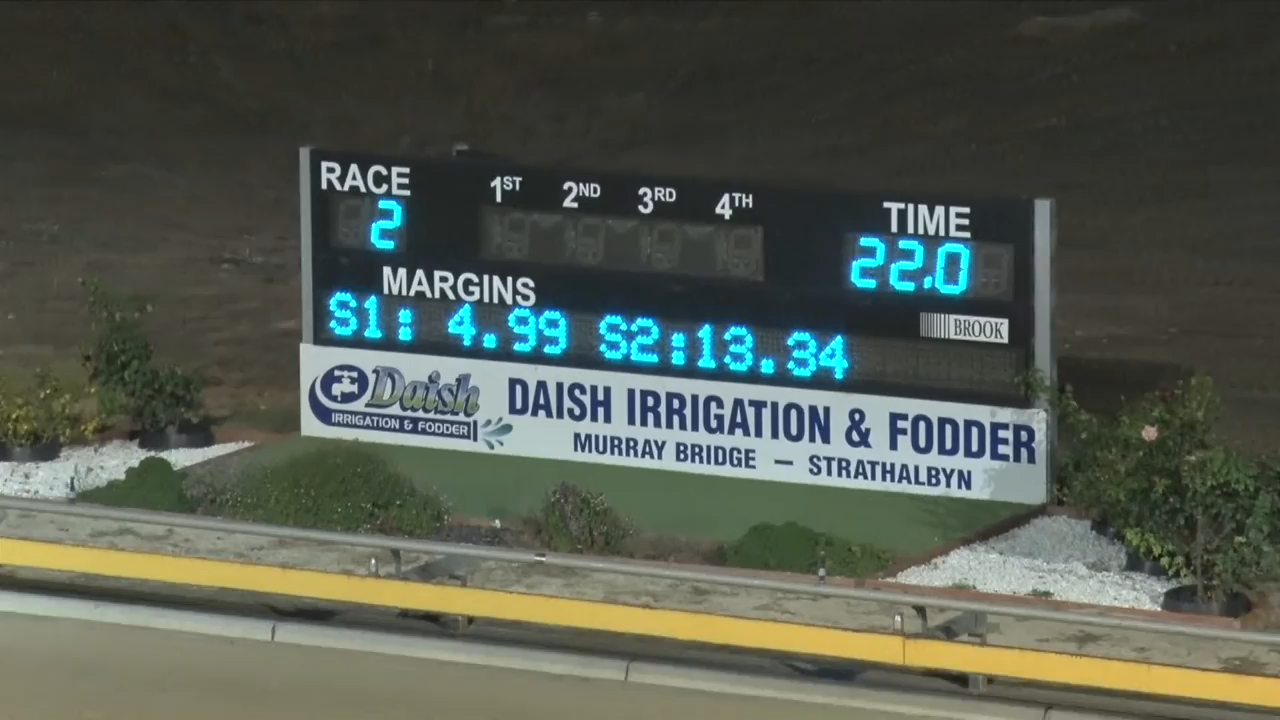 RACE 1ST 2ND 3RD 4TH TIME
2 22.0
MARGINS
S1: 4.99 S2:13.34
BROOK
Daish
IRRIGATION & FODDER
DAISH IRRIGATION & FODDER
MURRAY BRIDGE — STRATHALBYN